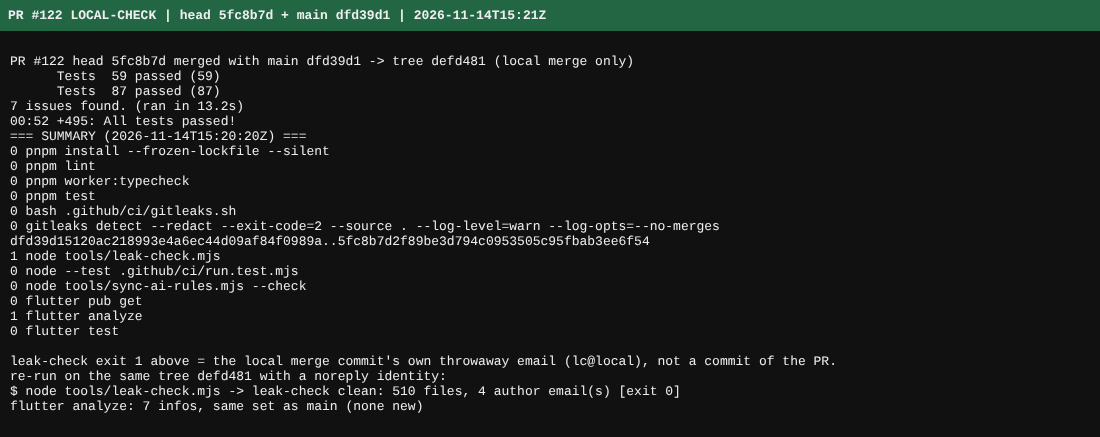 PR #122 LOCAL-CHECK | head 5fc8b7d + main dfd39d1 | 2026-11-14T15:21Z
PR #122 head 5fc8b7d merged with main dfd39d1 -> tree defd481 (local merge only)
Tests  59 passed (59)
Tests  87 passed (87)
7 issues found. (ran in 13.2s)
00:52 +495: All tests passed!
=== SUMMARY (2026-11-14T15:20:20Z) ===
0 pnpm install --frozen-lockfile --silent
0 pnpm lint
0 pnpm worker:typecheck
0 pnpm test
0 bash .github/ci/gitleaks.sh
0 gitleaks detect --redact --exit-code=2 --source . --log-level=warn --log-opts=--no-merges
dfd39d15120ac218993e4a6ec44d09af84f0989a..5fc8b7d2f89be3d794c0953505c95fbab3ee6f54
1 node tools/leak-check.mjs
0 node --test .github/ci/run.test.mjs
0 node tools/sync-ai-rules.mjs --check
0 flutter pub get
1 flutter analyze
0 flutter test
leak-check exit 1 above = the local merge commit's own throwaway email (lc@local), not a commit of the PR.
re-run on the same tree defd481 with a noreply identity:
$ node tools/leak-check.mjs -> leak-check clean: 510 files, 4 author email(s) [exit 0]
flutter analyze: 7 infos, same set as main (none new)